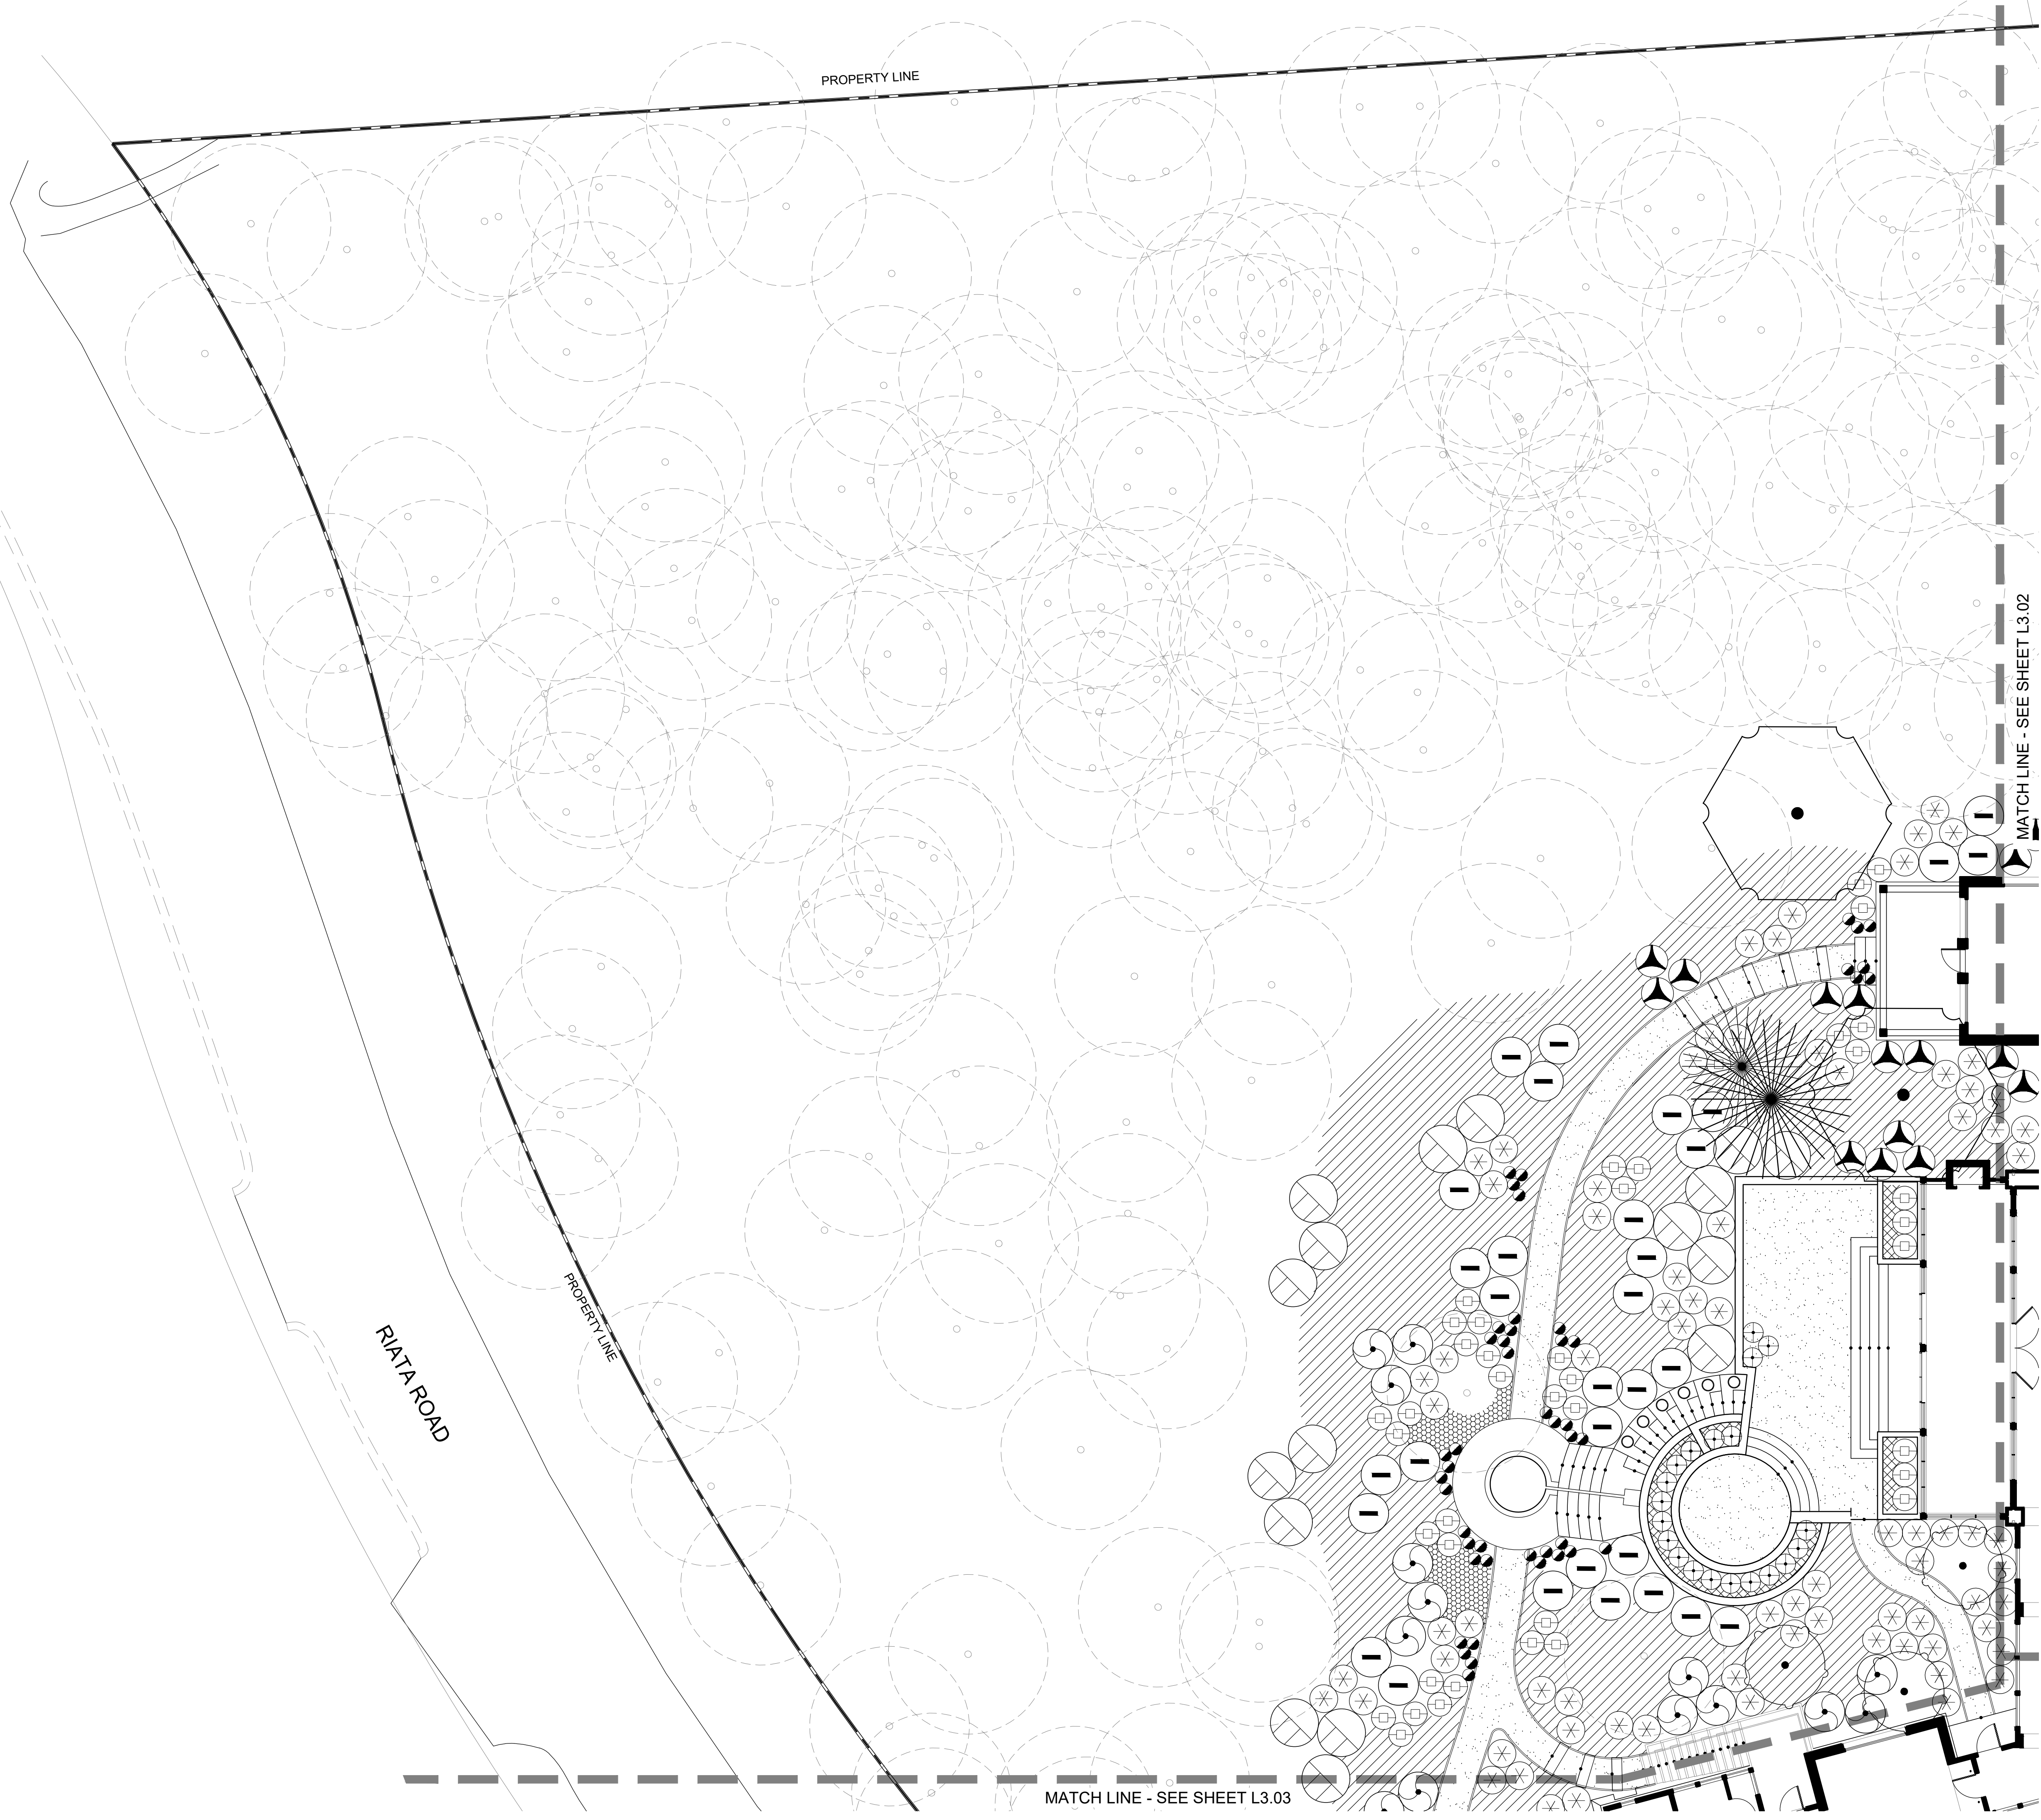 PROPERTY LINE
MATCH LINE - SEE SHEET L3.02
PROPERTY LINE
RIATA ROAD
MATCH LINE - SEE SHEET L3.03